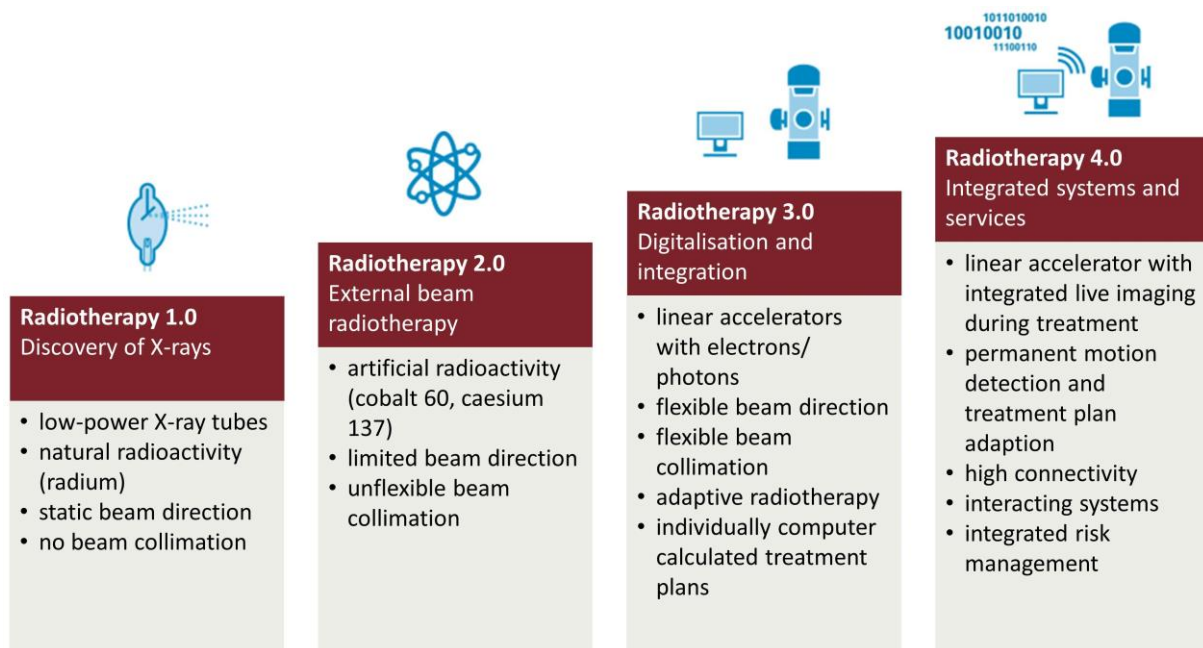 Radiotherapy 1.0
Discovery of X-rays
• low-power X-ray tubes
• natural radioactivity
(radium)
• static beam direction
• no beam collimation
Radiotherapy 2.0
External beam
radiotherapy
• artificial radioactivity
(cobalt 60, caesium
137)
• limited beam direction
• unflexible beam
collimation
Radiotherapy 3.0
Digitalisation and
integration
• linear accelerators
with electrons/
photons
• flexible beam direction
• flexible beam
collimation
• adaptive radiotherapy
• individually computer
calculated treatment
plans
1011010010
10010010
11100110
Radiotherapy 4.0
Integrated systems and
services
• linear accelerator with
integrated live imaging
during treatment
• permanent motion
detection and
treatment plan
adaption
• high connectivity
• interacting systems
• integrated risk
management